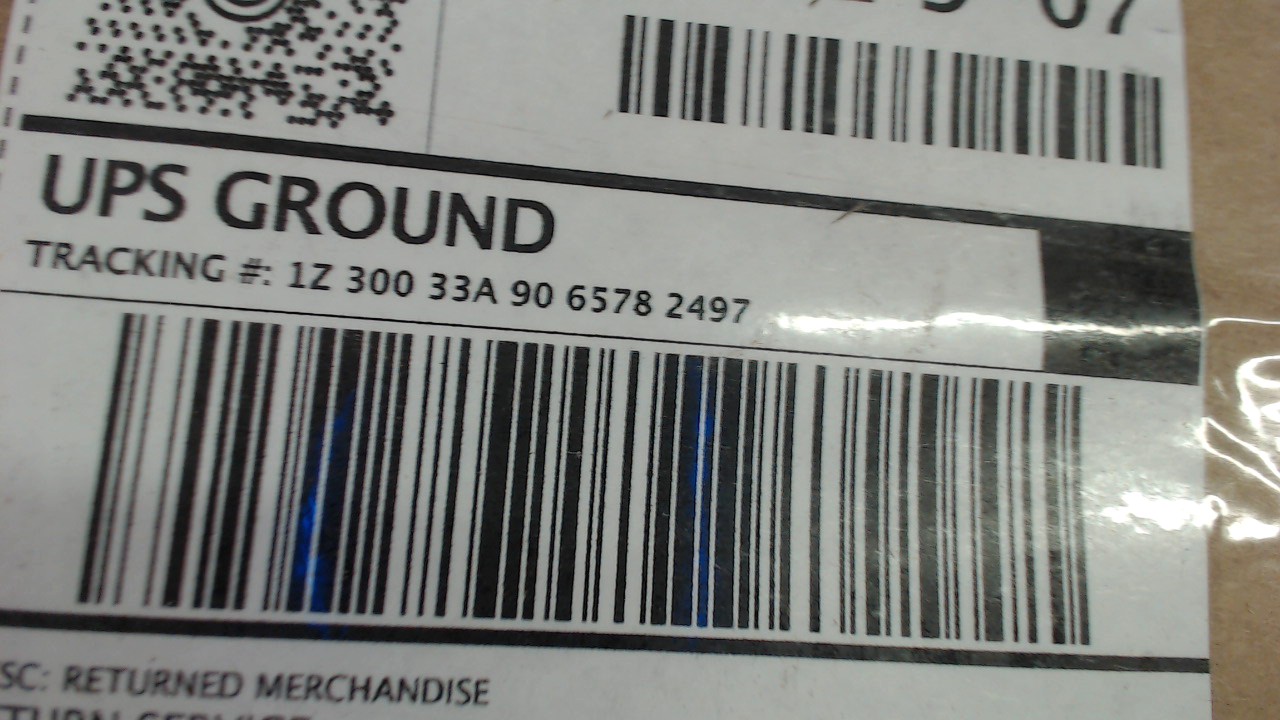 UPS GROUND
TRACKING #: 1Z 300 33A 90 6578 2497
SC: RETURNED MERCHANDISE